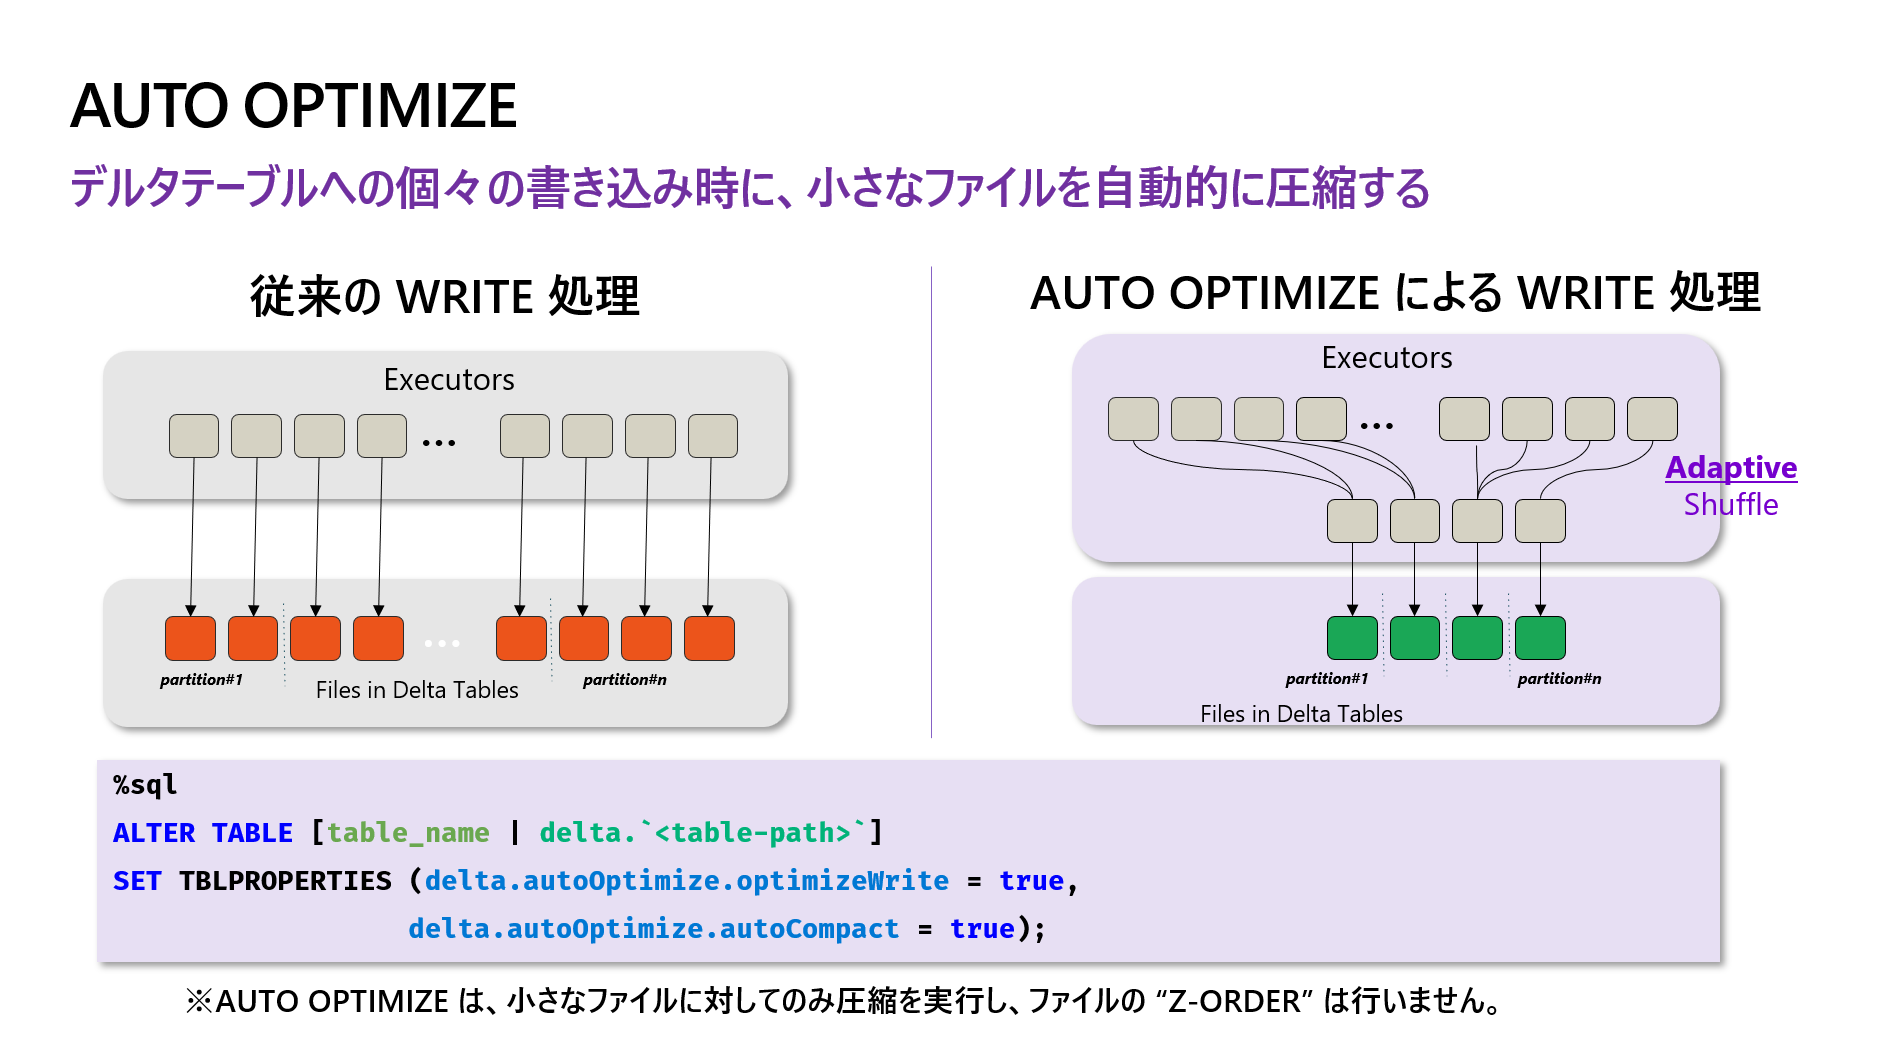 AUTO OPTIMIZE
デルタテーブルへの個々の書き込み時に、小さなファイルを自動的に圧縮する
従来の WRITE 処理
Executors
...
...
partition#1
Files in Delta Tables
partition#n
AUTO OPTIMIZE による WRITE 処理
Executors
...
Adaptive
Shuffle
partition#1
partition#n
Files in Delta Tables
%sql
ALTER TABLE [table_name | delta.`<table-path>`]
SET TBLPROPERTIES (delta.autoOptimize.optimizeWrite = true,
delta.autoOptimize.autoCompact = true);
※AUTO OPTIMIZE は、小さなファイルに対してのみ圧縮を実行し、ファイルの “Z-ORDER” は行いません。